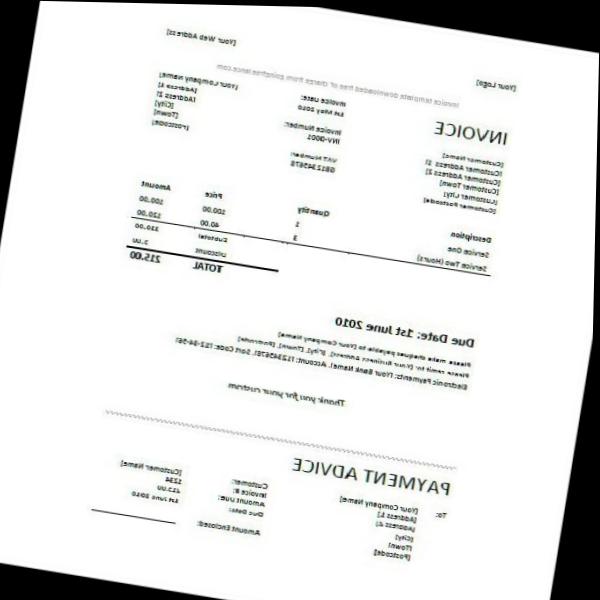 [Your Logo]
[Your Web Address]
Invoice template downloaded free of charge from
INVOICE
[Customer Name]
[Customer Address 1]
[Customer Address 2]
[Customer Town]
[Customer City]
[Customer Postcode]
Invoice Date:
1st May 2010
Invoice Number:
INV-0001
VAT Number:
GB12345678
[Your Company Name]
[Address 1]
[Address 2]
[City]
[Town]
[Postcode]
Description Quantity Price Amount
Service One 1 100.00 100.00
Service Two (Hours) 3 40.00 120.00
Subtotal
Discount
TOTAL 215.00
Due Date: 1st June 2010
Please make cheques payable to [Your Company Name]
Please remit to: [Your Business Address], [City], [Town], [Postcode]
Electronic Payments: [Your Bank Name], Account: [12345678], Sort Code: [12-34-56]
Thank you for your custom
PAYMENT ADVICE
To:
[Your Company Name]
[Address 1]
[Address 2]
[City]
[Town]
[Postcode]
Customer: [Customer Name]
Invoice #: 1234
Amount Due: 215.00
Due Date: 1st June 2010
Amount Enclosed: